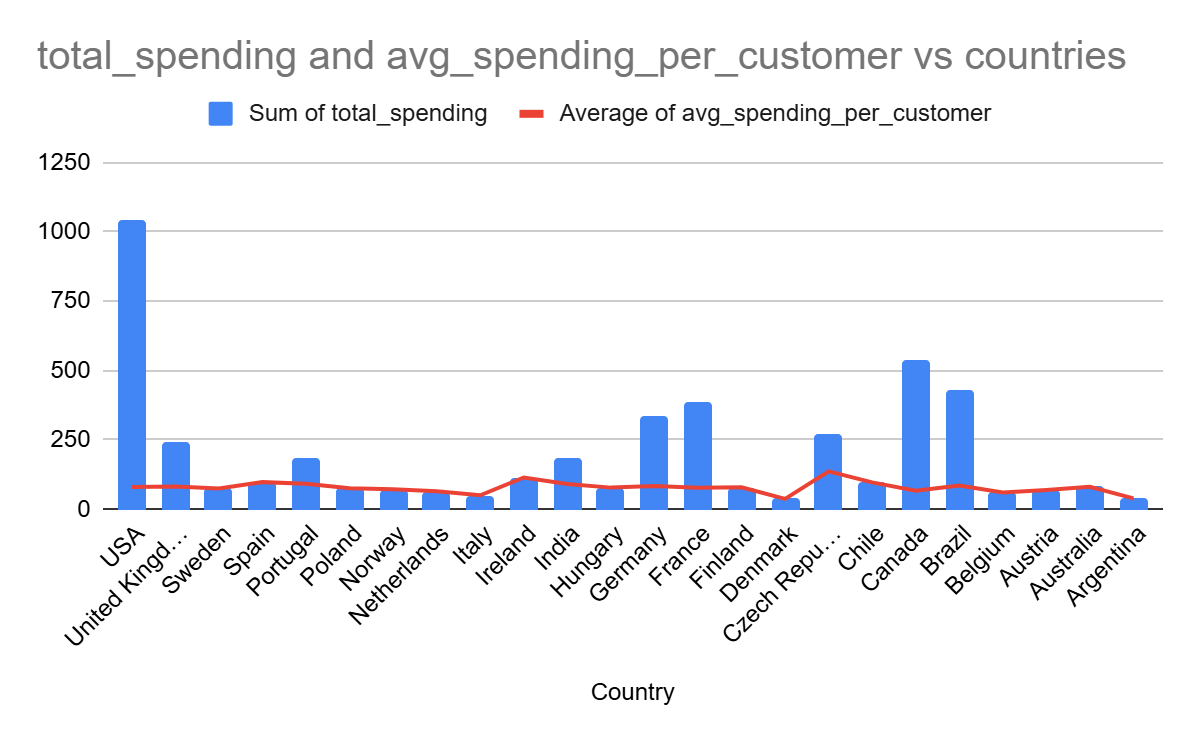 total_spending and avg_spending_per_customer vs countries
Sum of total_spending
Average of avg_spending_per_customer
1250
1000
750
500
250
0
USA
United Kingd…
Sweden
Spain
Portugal
Poland
Norway
Netherlands
Italy
Ireland
India
Hungary
Germany
France
Finland
Denmark
Czech Repu…
Chile
Canada
Brazil
Belgium
Austria
Australia
Argentina
Country